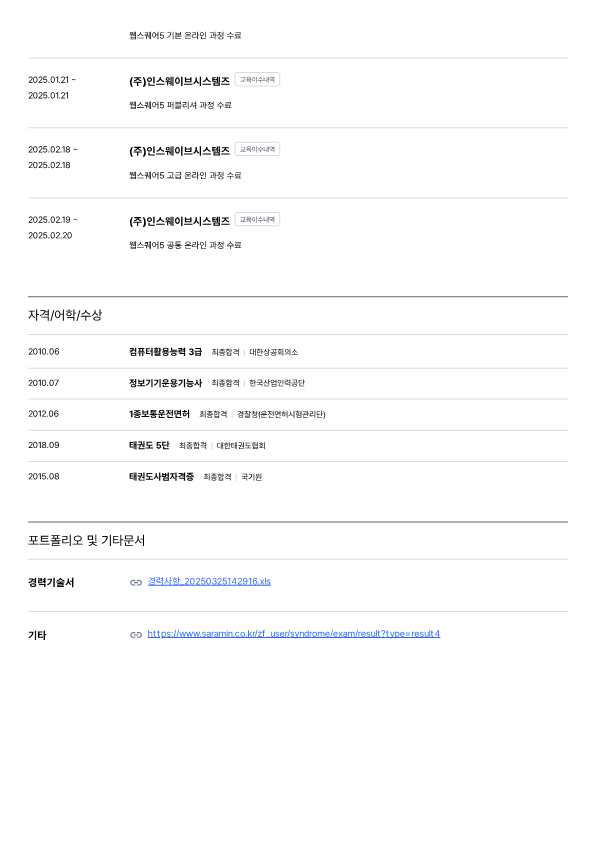 웹스퀘어5 기본 온라인 과정 수료
2025.01.21 ~
2025.01.21
(주)인스웨이브시스템즈 교육이수내역
웹스퀘어5 퍼블리셔 과정 수료
2025.02.18 ~
2025.02.18
(주)인스웨이브시스템즈 교육이수내역
웹스퀘어5 고급 온라인 과정 수료
2025.02.19 ~
2025.02.20
(주)인스웨이브시스템즈 교육이수내역
웹스퀘어5 공통 온라인 과정 수료
자격/어학/수상
2010.06 컴퓨터활용능력 3급 최종합격 | 대한상공회의소
2010.07 정보기기운용기능사 최종합격 | 한국산업인력공단
2012.06 1종보통운전면허 최종합격 | 경찰청(운전면허시험관리단)
2018.09 태권도 5단 최종합격 | 대한태권도협회
2015.08 태권도사범자격증 최종합격 | 국기원
포트폴리오 및 기타문서
경력기술서 경력사항_20250325142916.xls
기타 https://www.saramin.co.kr/zf_user/syndrome/exam/result?type=result4